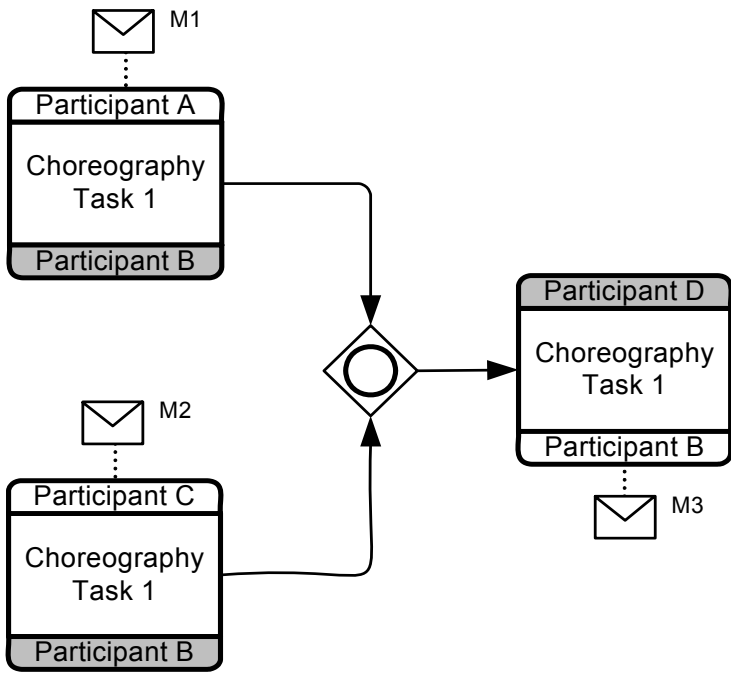 M1
Participant A
Choreography
Task 1
Participant B
Participant D
Choreography
Task 1
Participant B
M3
M2
Participant C
Choreography
Task 1
Participant B